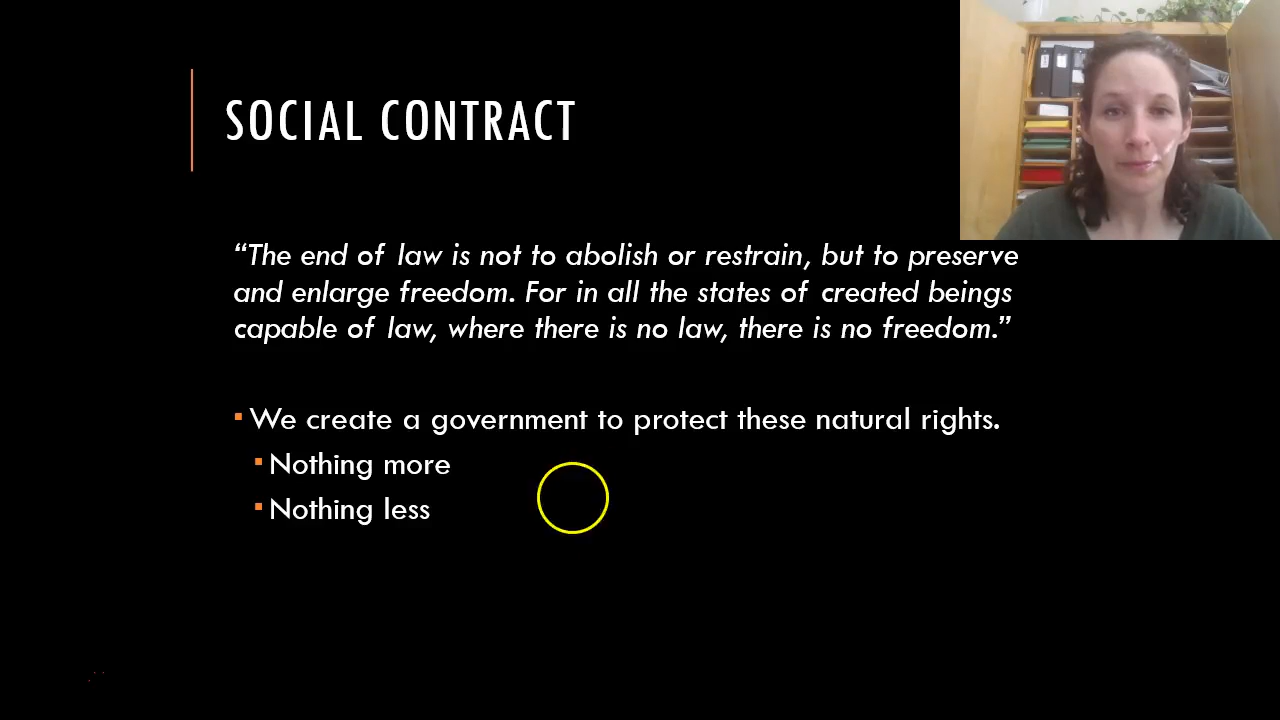 SOCIAL CONTRACT
“The end of law is not to abolish or restrain, but to preserve
and enlarge freedom. For in all the states of created beings
capable of law, where there is no law, there is no freedom.”
We create a government to protect these natural rights.
Nothing more
Nothing less